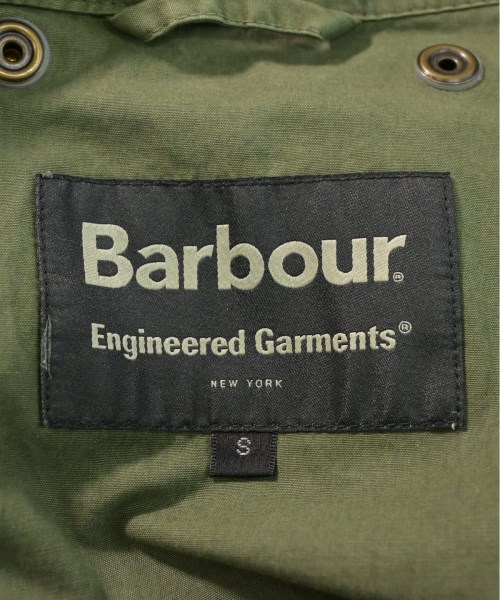 Barbour®
Engineered Garments®
NEW YORK
S